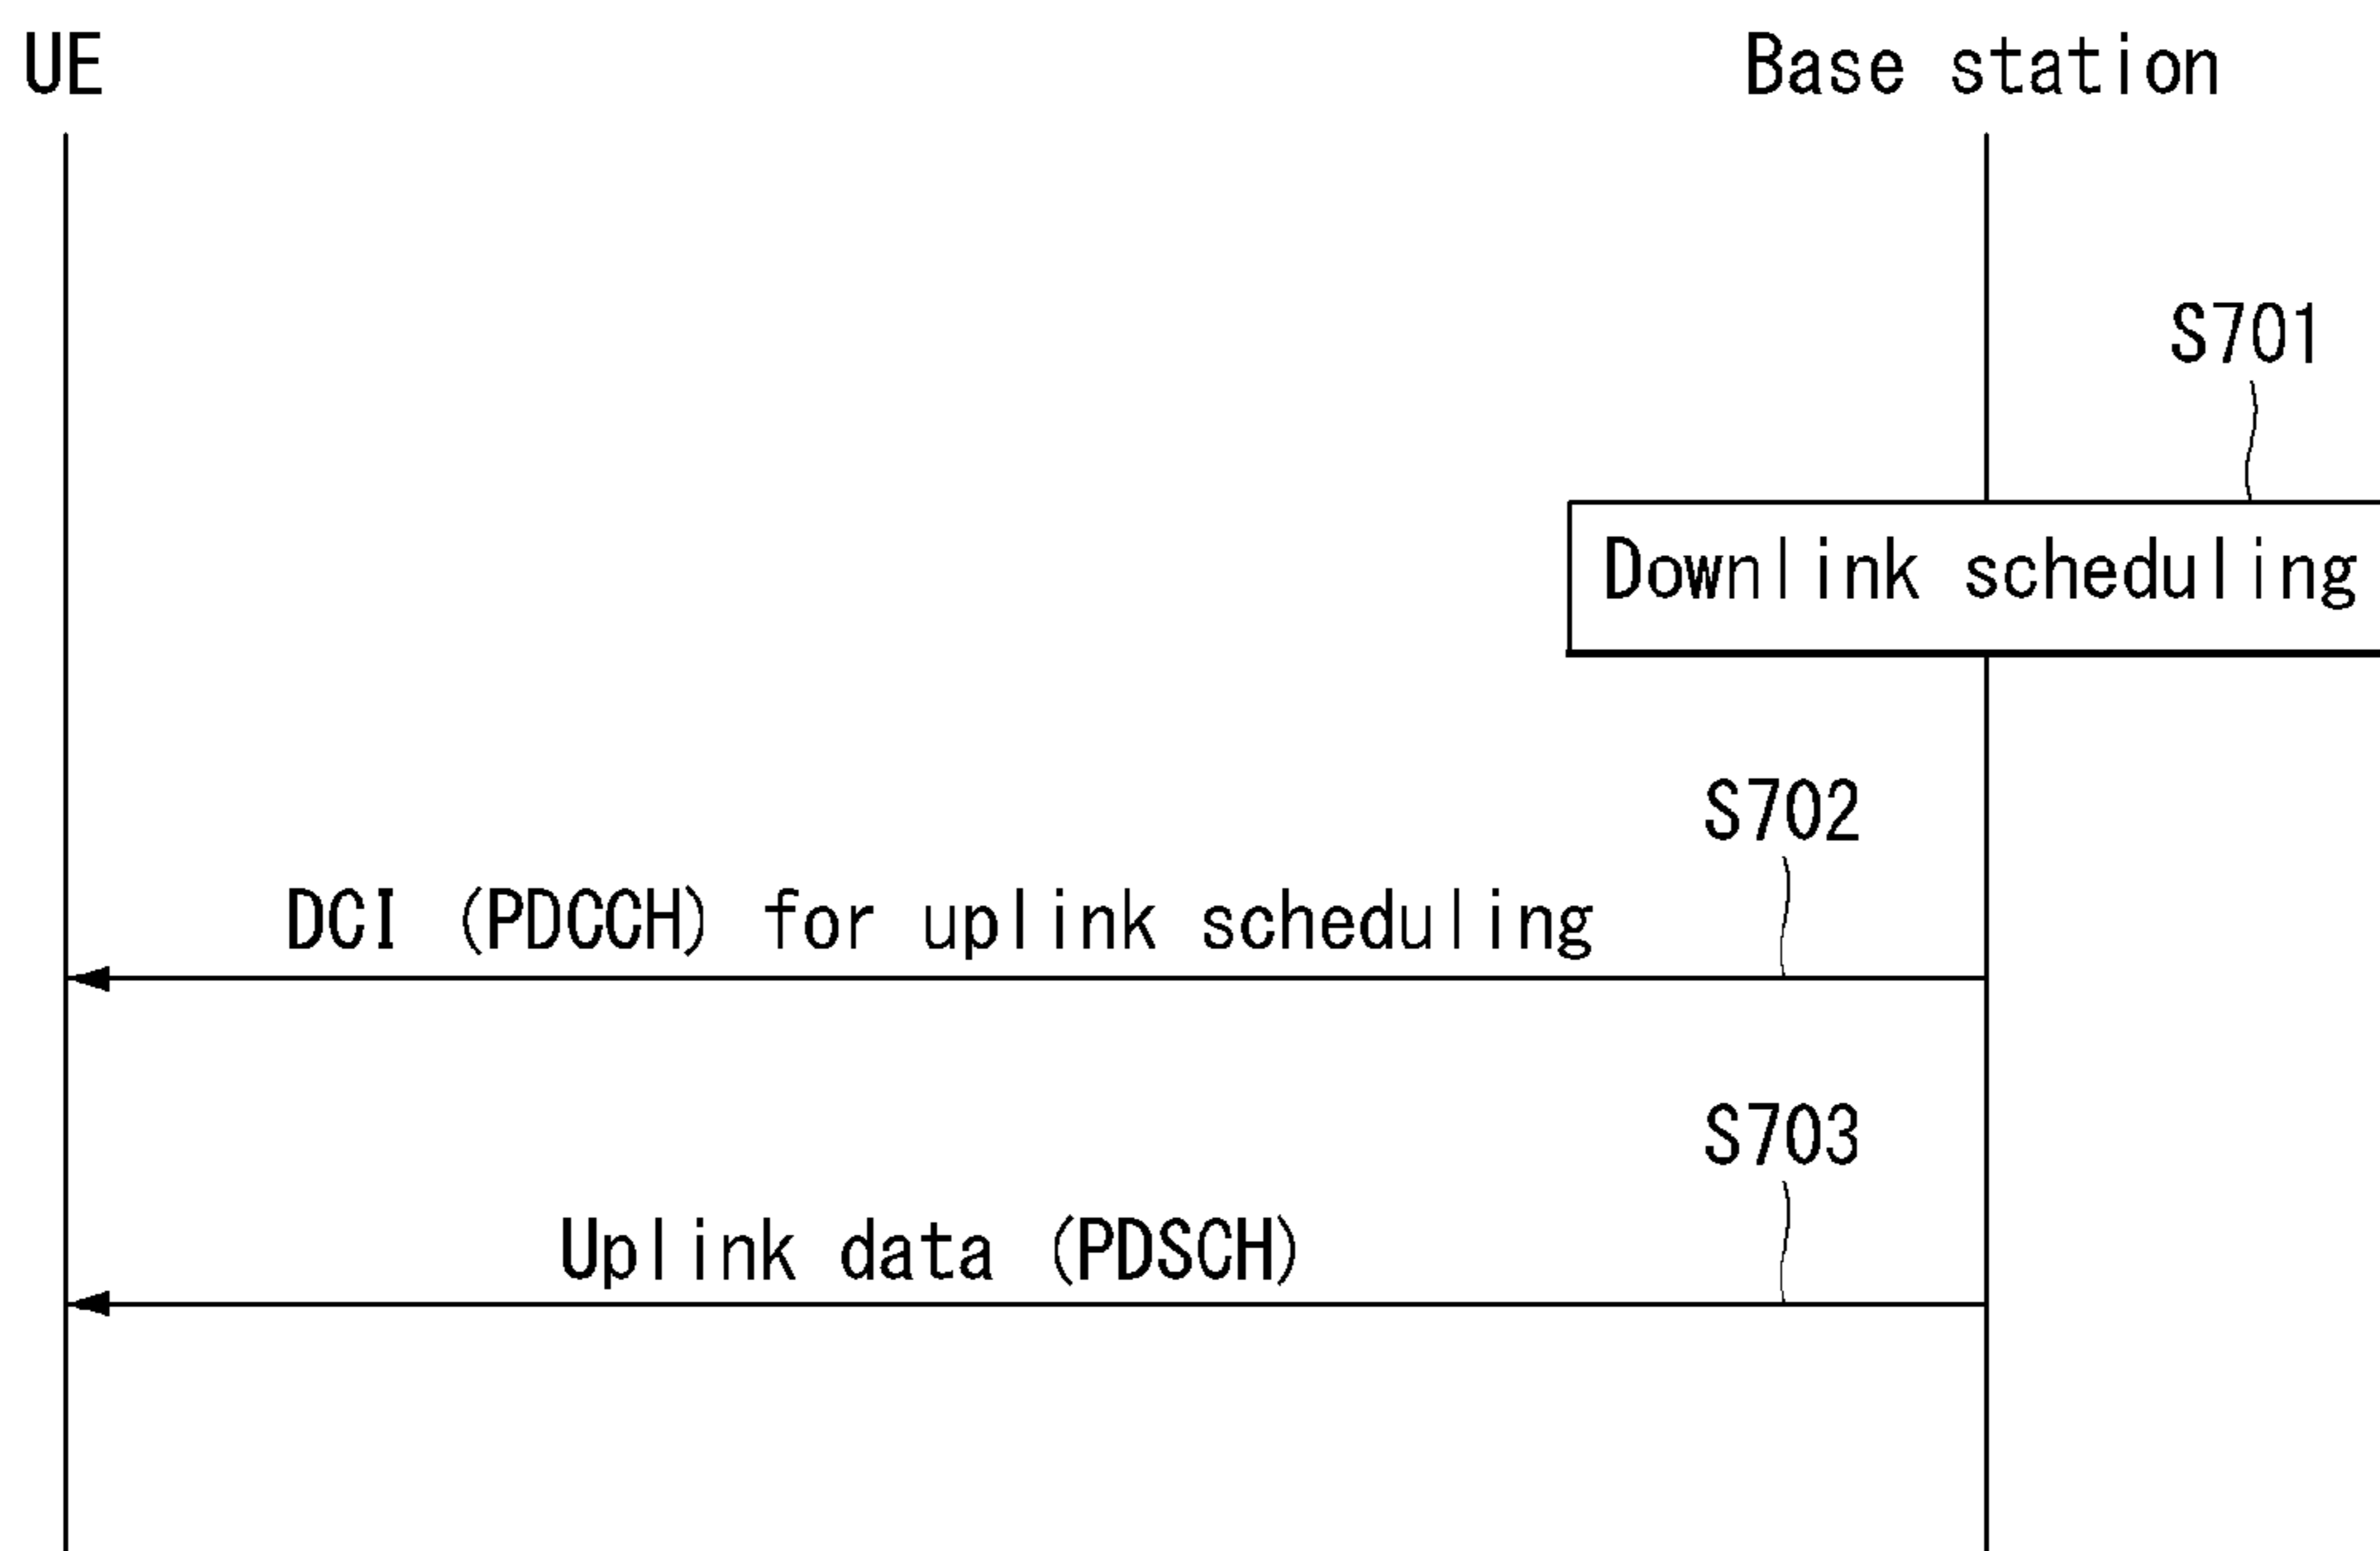 UE
Base station
S701
Downlink scheduling
S702
DCI (PDCCH) for uplink scheduling
S703
Uplink data (PDSCH)